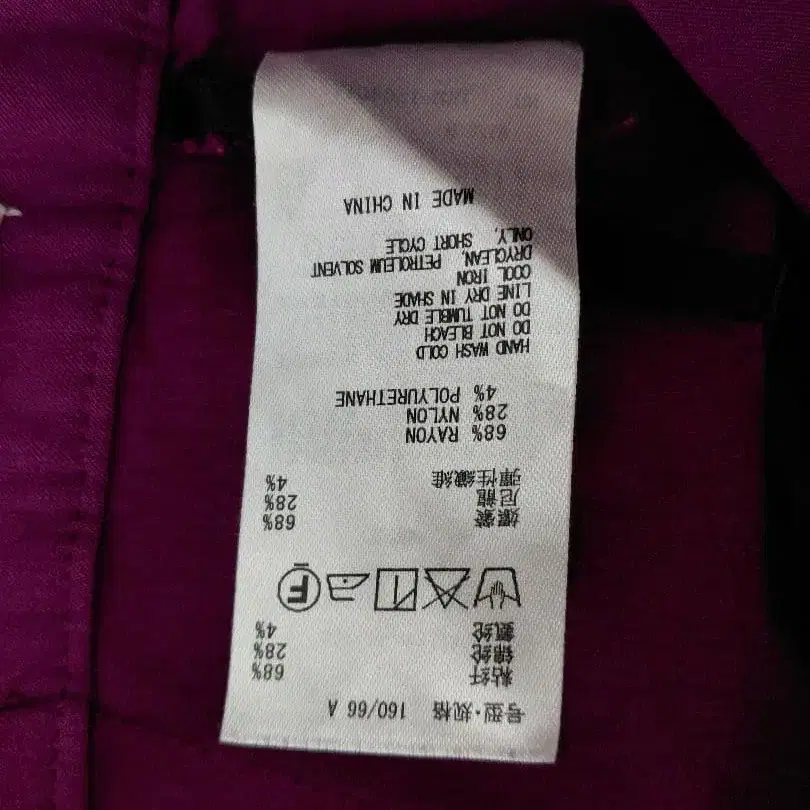 号型·规格 160/66 A
粘纤 68%
锦纶 28%
氨纶 4%
F
嫘縈 68%
尼龍 28%
彈性纖維 4%
68% RAYON
28% NYLON
4% POLYURETHANE
HAND WASH COLD
DO NOT BLEACH
DO NOT TUMBLE DRY
LINE DRY IN SHADE
COOL IRON
DRYCLEAN, PETROLEUM SOLVENT
ONLY, SHORT CYCLE
MADE IN CHINA